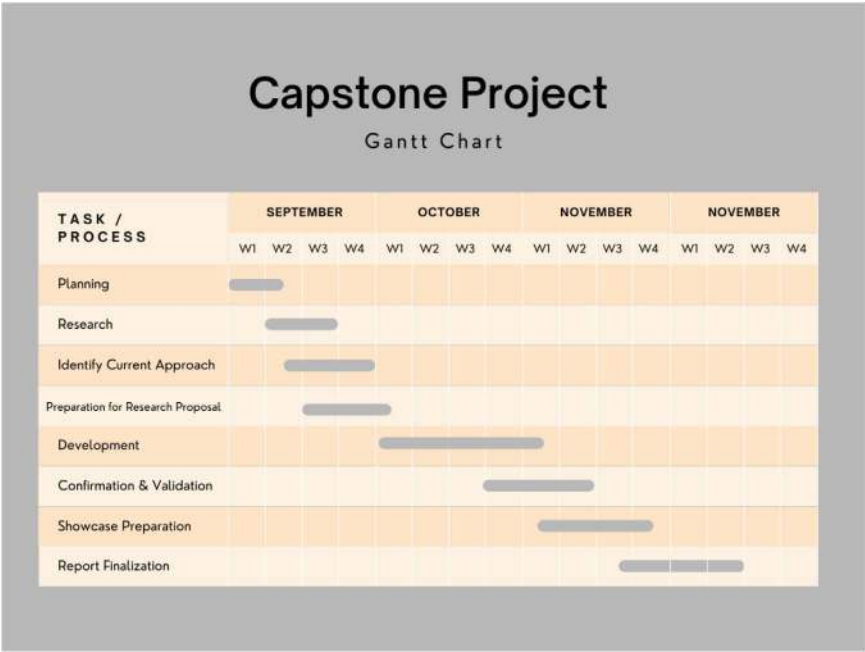 Capstone Project
Gantt Chart
TASK /
PROCESS
SEPTEMBER OCTOBER NOVEMBER NOVEMBER
W1 W2 W3 W4 W1 W2 W3 W4 W1 W2 W3 W4 W1 W2 W3 W4
Planning
Research
Identify Current Approach
Preparation for Research Proposal
Development
Confirmation & Validation
Showcase Preparation
Report Finalization